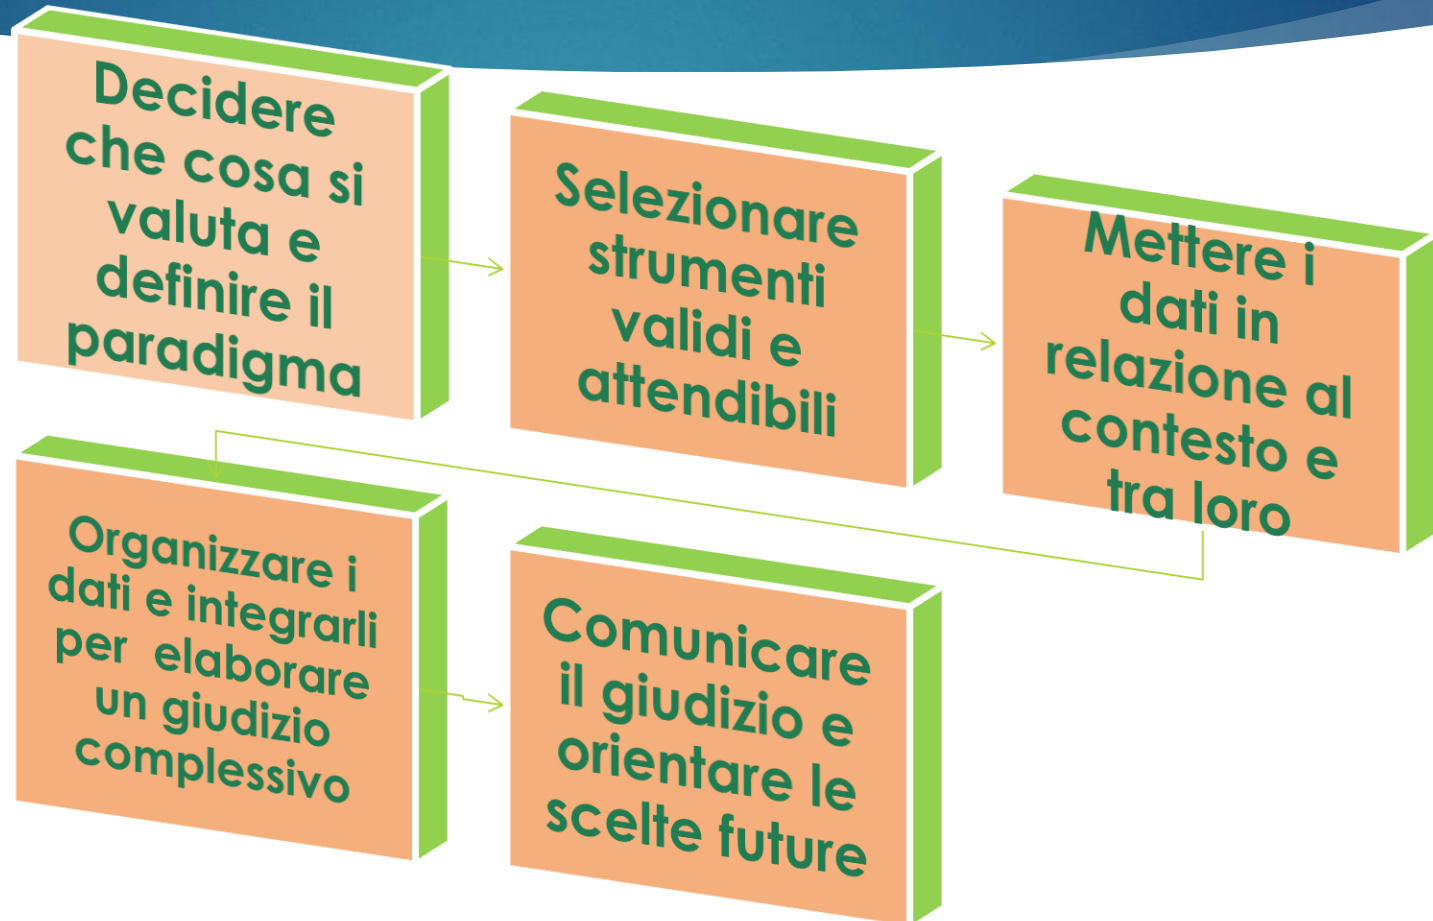 Decidere
che cosa si
valuta e
definire il
paradigma
Selezionare
strumenti
validi e
attendibili
Mettere i
dati in
relazione al
contesto e
tra loro
Organizzare i
dati e integrarli
per elaborare
un giudizio
complessivo
Comunicare
il giudizio e
orientare le
scelte future